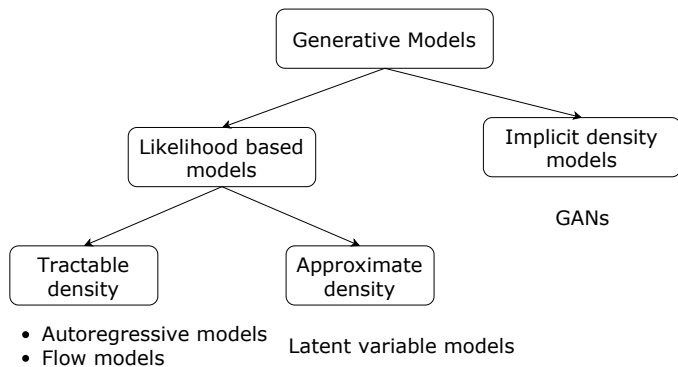 Generative Models
Likelihood based
models
Implicit density
models
GANs
Tractable
density
Approximate
density
• Autoregressive models
• Flow models
Latent variable models